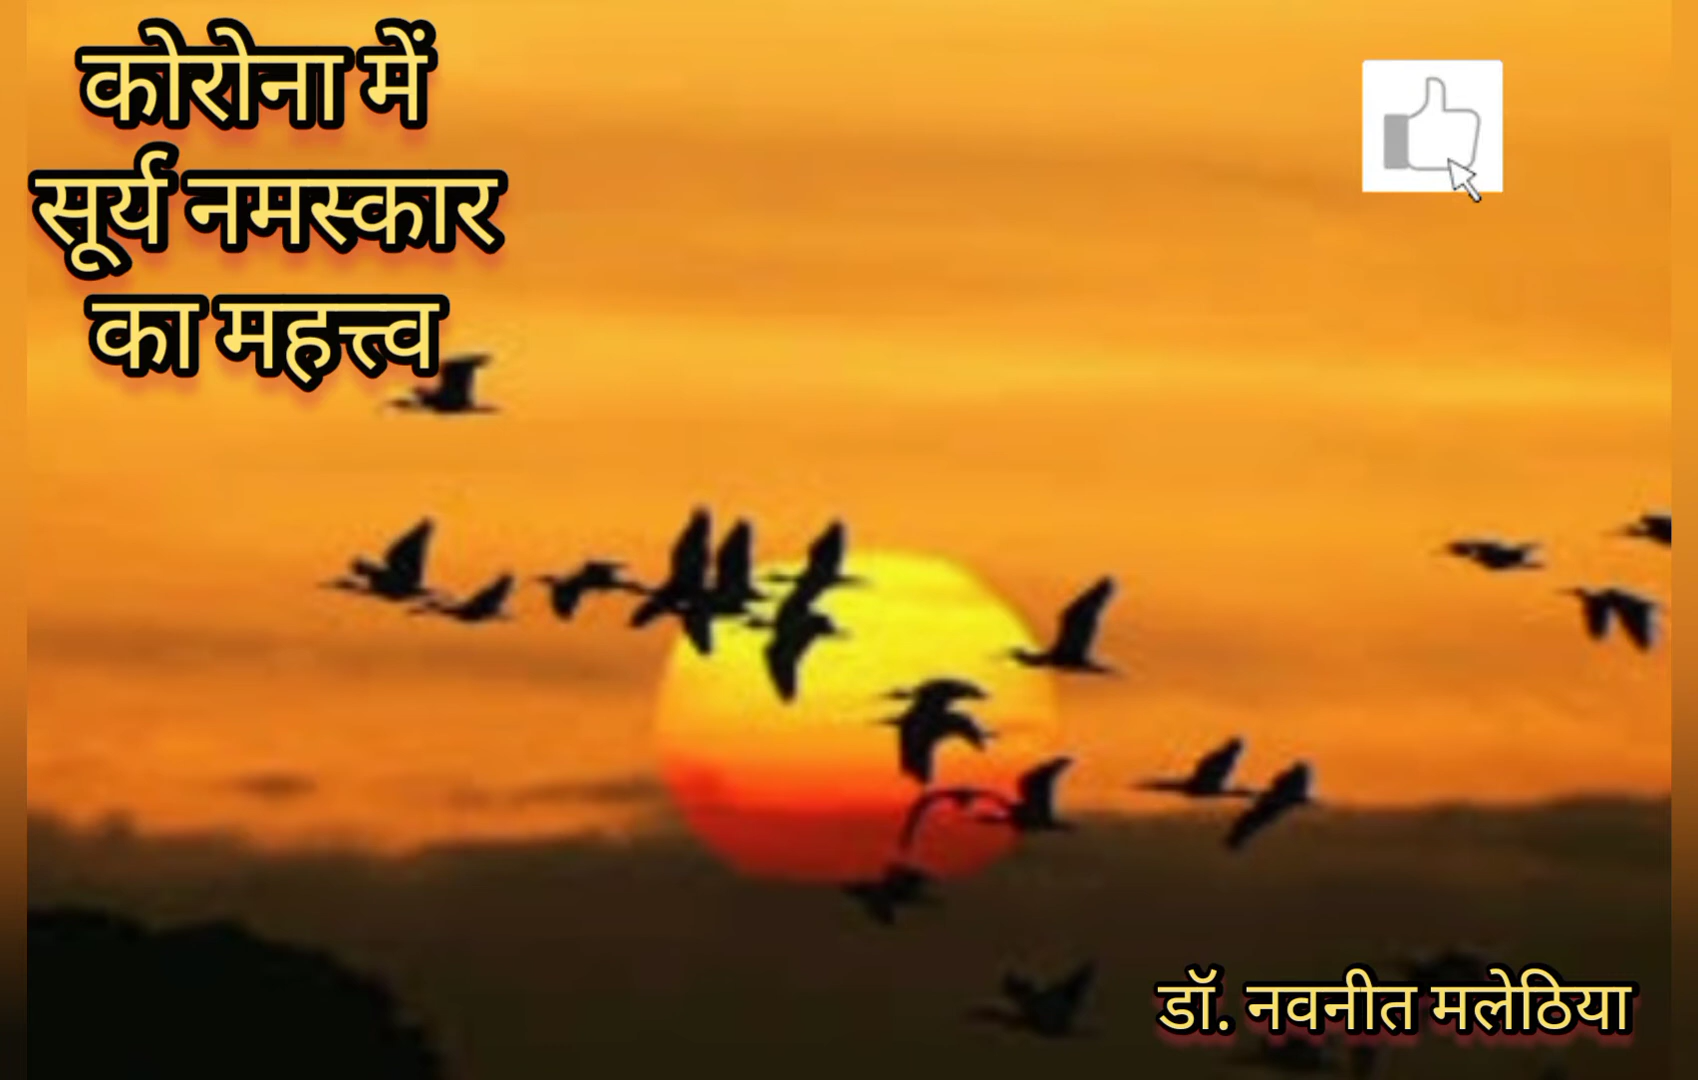 कोरोना में
सूर्य नमस्कार
का महत्त्व
डॉ. नवनीत मलेठिया